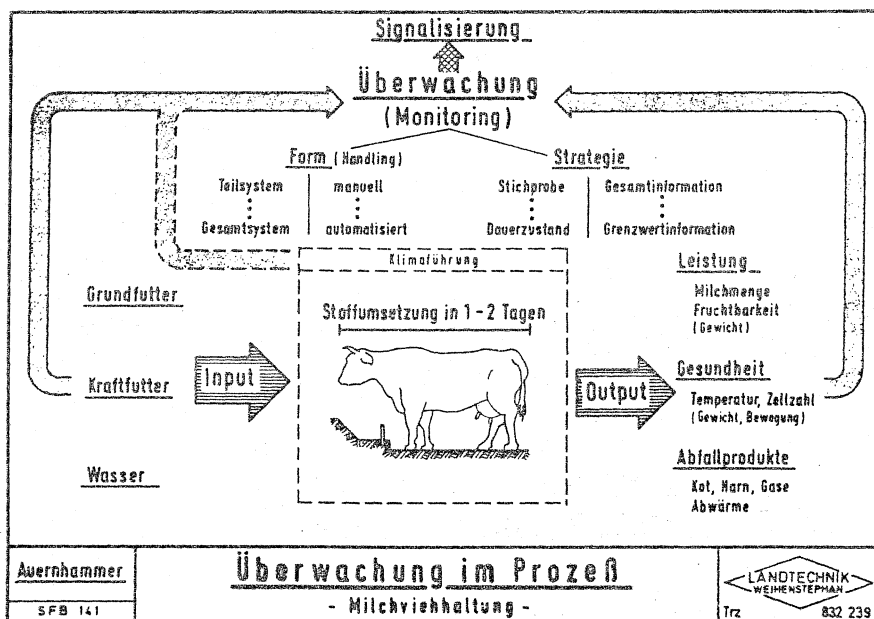 Signalisierung
Überwachung
(Monitoring)
Form (Handling)
Strategie
Teilsystem
manuell
Stichprobe
Gesamtinformation
Gesamtsystem
automatisiert
Dauerzustand
Grenzwertinformation
Klimaführung
Leistung
Milchmenge
Fruchtbarkeit
(Gewicht)
Grundfutter
Stoffumsetzung in 1-2 Tagen
Kraftfutter
Input
Output
Gesundheit
Temperatur, Zellzahl
(Gewicht, Bewegung)
Wasser
Abfallprodukte
Kot, Harn, Gase
Abwärme
Auernhammer
SFB 141
Überwachung im Prozeß
- Milchviehhaltung -
LANDTECHNIK
WEIHENSTEPHAN
Trz 832 239